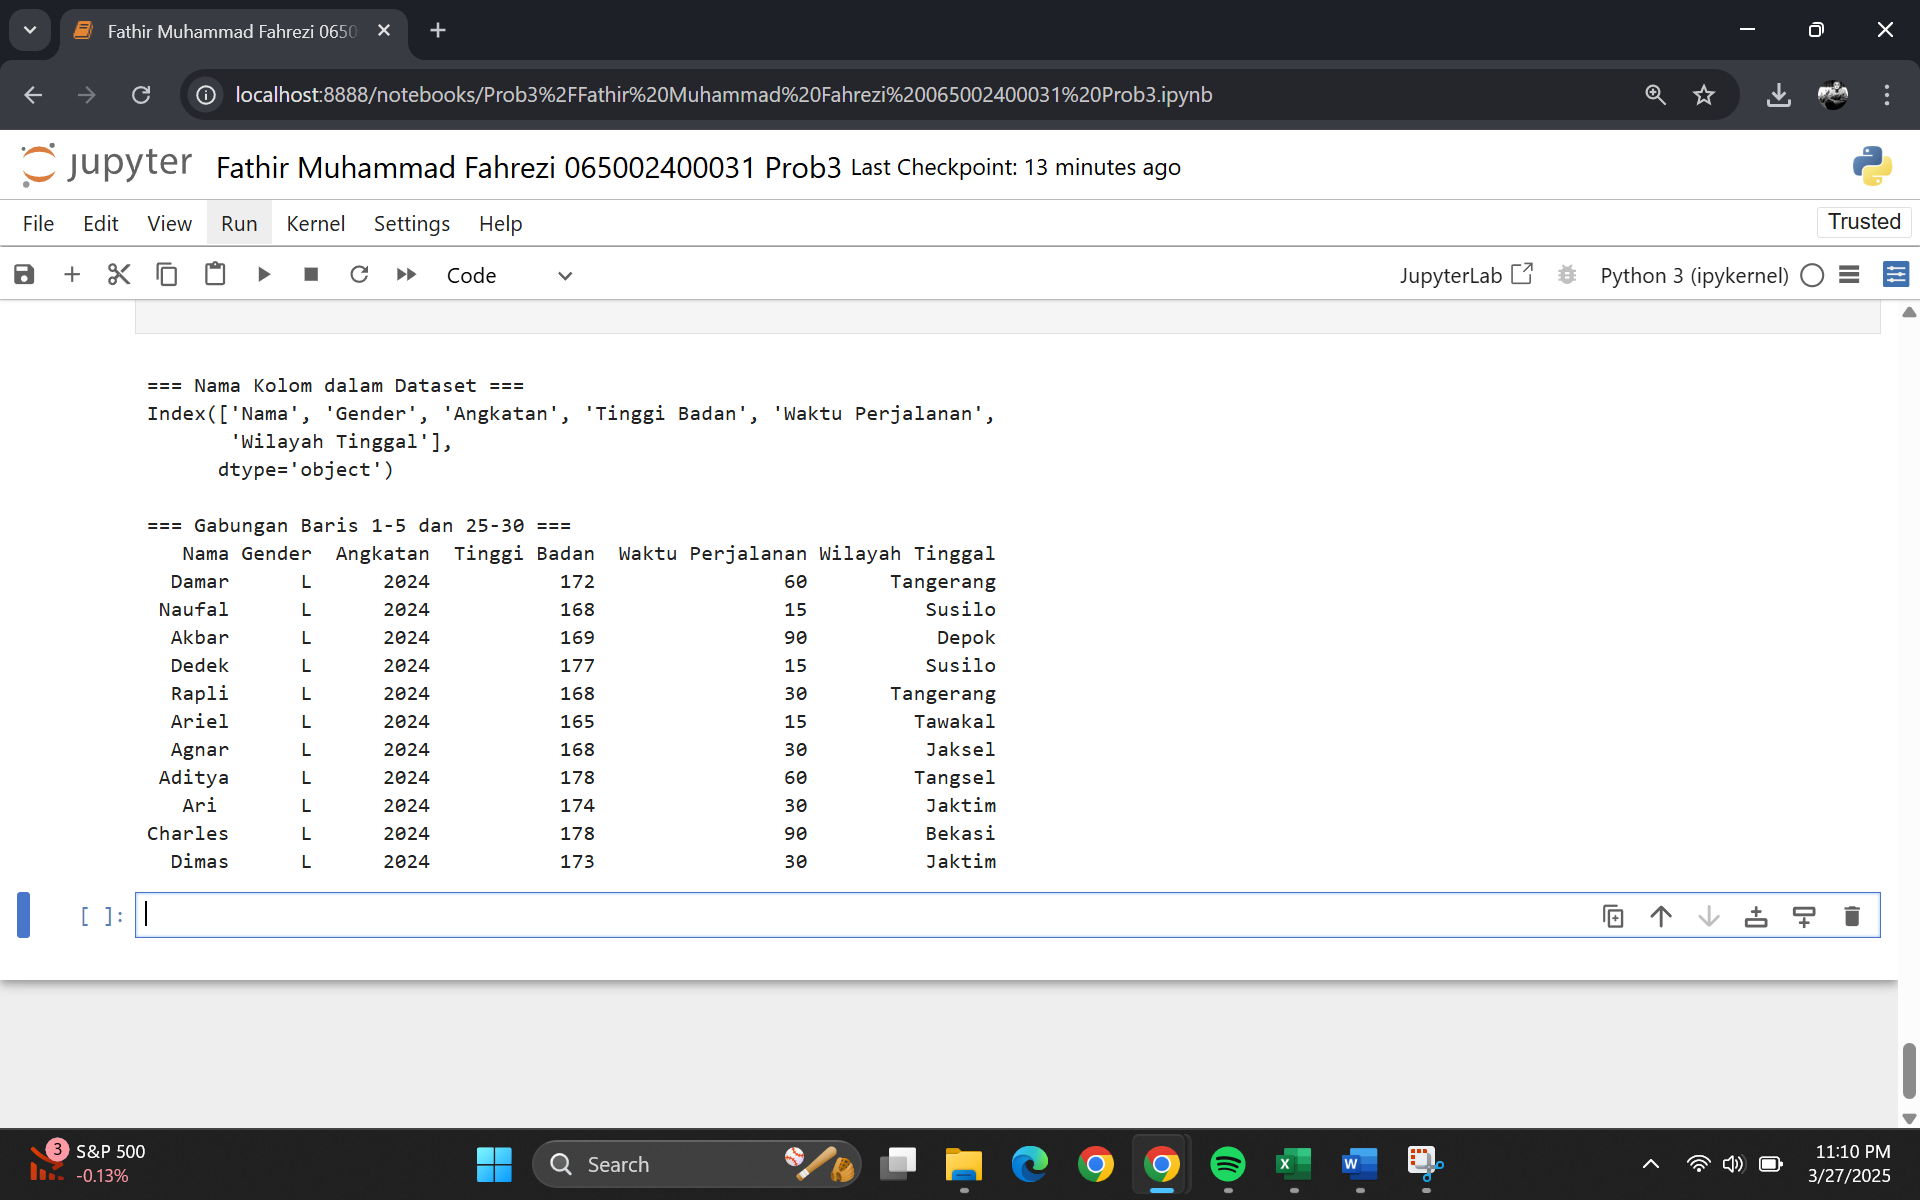 Fathir Muhammad Fahrezi 0650
localhost:8888/notebooks/Prob3%2FFathir%20Muhammad%20Fahrezi%20065002400031%20Prob3.ipynb
jupyter Fathir Muhammad Fahrezi 065002400031 Prob3 Last Checkpoint: 13 minutes ago
File Edit View Run Kernel Settings Help Trusted
Code JupyterLab Python 3 (ipykernel)
=== Nama Kolom dalam Dataset ===
Index(['Nama', 'Gender', 'Angkatan', 'Tinggi Badan', 'Waktu Perjalanan',
       'Wilayah Tinggal'],
      dtype='object')
=== Gabungan Baris 1-5 dan 25-30 ===
   Nama Gender  Angkatan  Tinggi Badan  Waktu Perjalanan Wilayah Tinggal
  Damar      L      2024           172                60       Tangerang
 Naufal      L      2024           168                15          Susilo
  Akbar      L      2024           169                90           Depok
  Dedek      L      2024           177                15          Susilo
  Rapli      L      2024           168                30       Tangerang
  Ariel      L      2024           165                15         Tawakal
  Agnar      L      2024           168                30          Jaksel
 Aditya      L      2024           178                60         Tangsel
   Ari       L      2024           174                30          Jaktim
Charles      L      2024           178                90          Bekasi
  Dimas      L      2024           173                30          Jaktim
[ ]:
3 S&P 500
-0.13%
Search
11:10 PM
3/27/2025